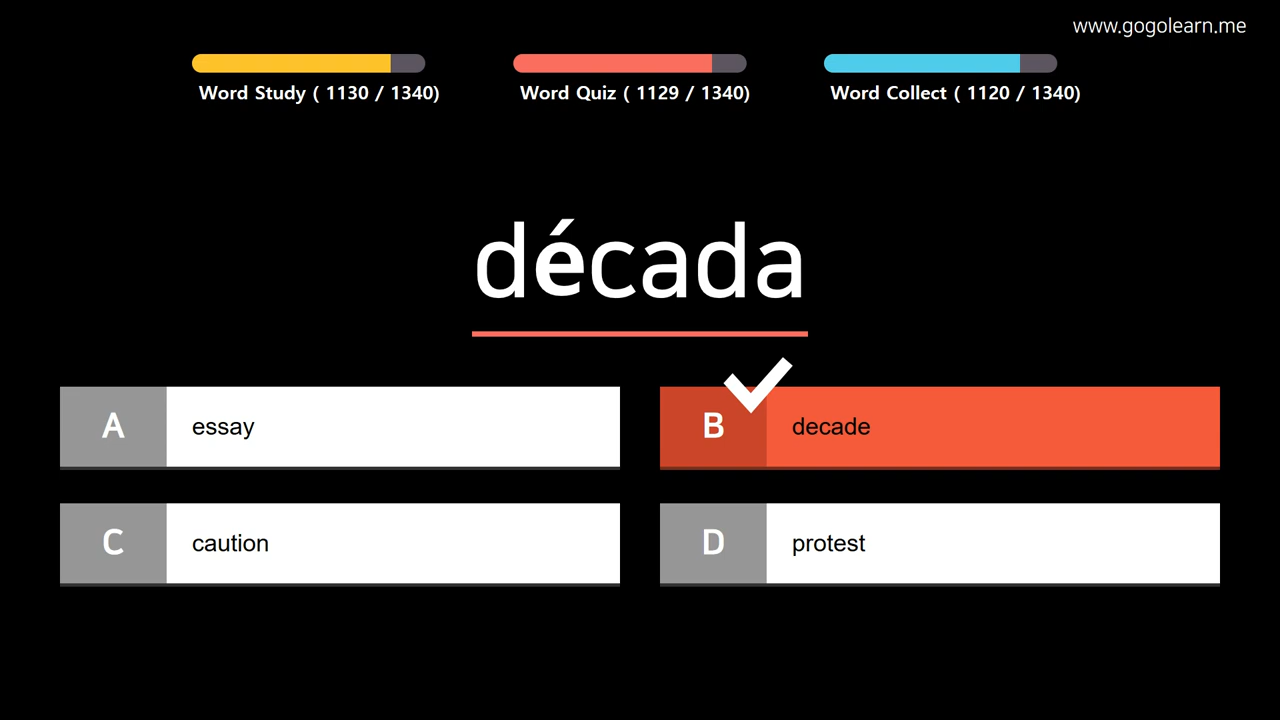 www.gogolearn.me
Word Study ( 1130 / 1340)
Word Quiz ( 1129 / 1340)
Word Collect ( 1120 / 1340)
década
A essay
B decade
C caution
D protest